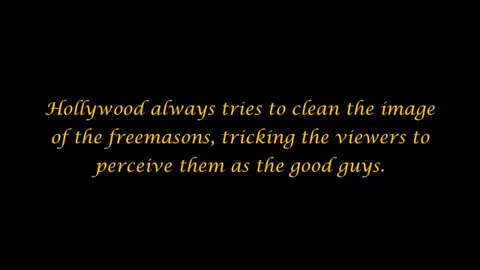 Hollywood always tries to clean the image
of the freemasons, tricking the viewers to
perceive them as the good guys.